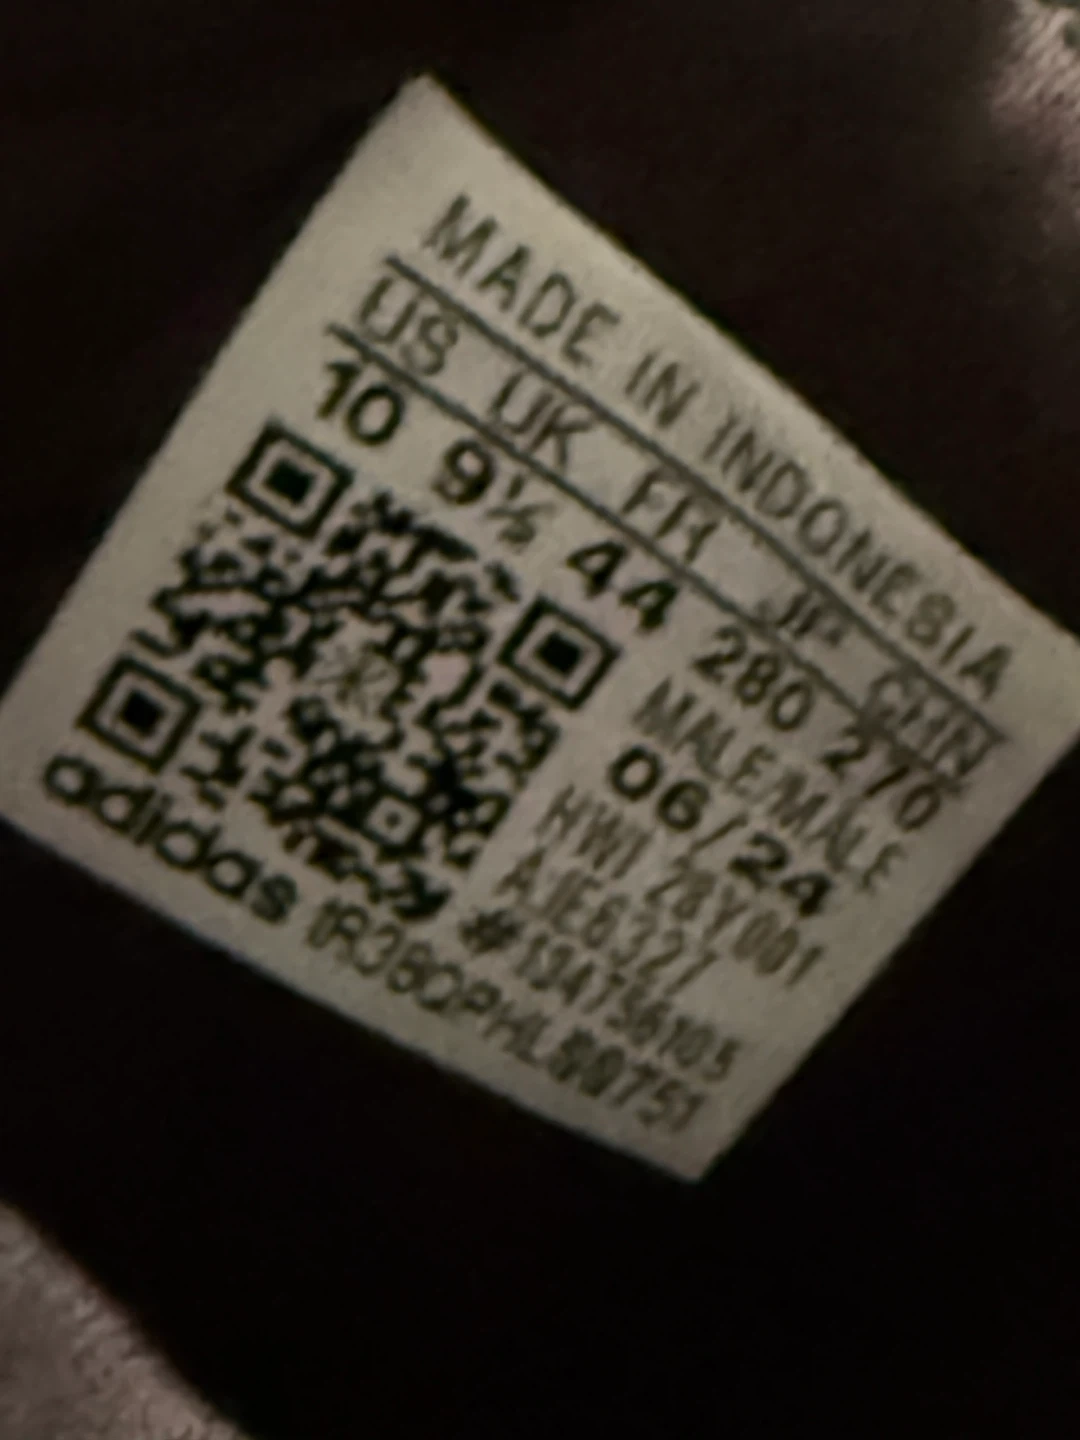 MADE IN INDONESIA
US UK FR JP CHN
10 9½ 44 280 270
MALE/MALE
06/24
HWI 28Y001
#134756105
adidas